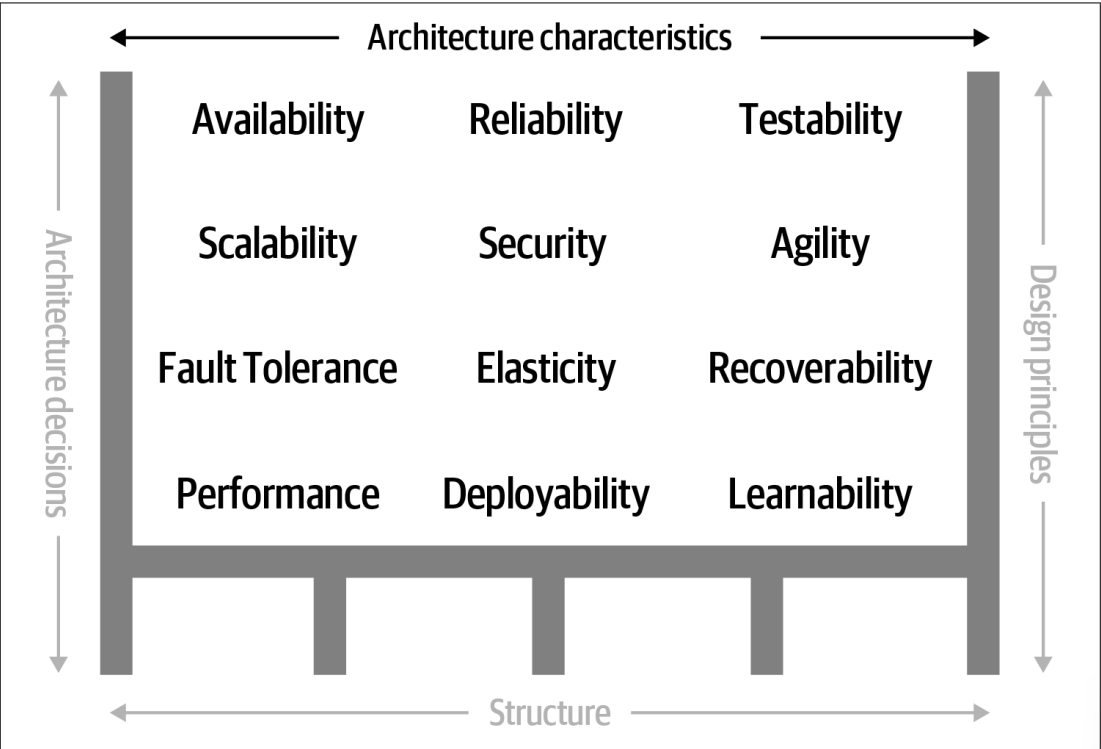 Architecture characteristics
Availability Reliability Testability
Scalability Security Agility
Fault Tolerance Elasticity Recoverability
Performance Deployability Learnability
Architecture decisions
Design principles
Structure